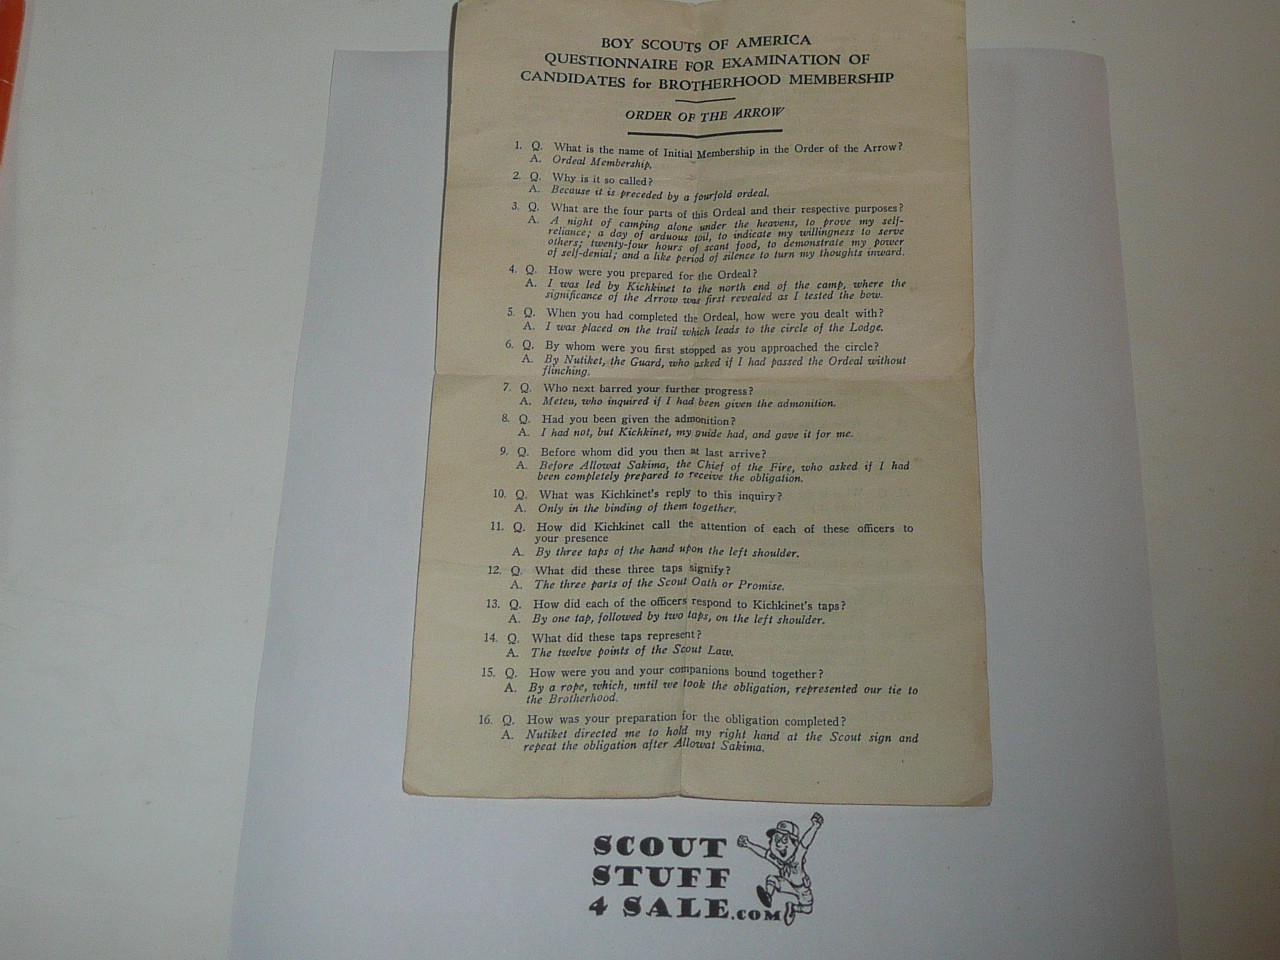 BOY SCOUTS OF AMERICA
QUESTIONNAIRE FOR EXAMINATION OF
CANDIDATES for BROTHERHOOD MEMBERSHIP
ORDER OF THE ARROW
1. Q. What is the name of Initial Membership in the Order of the Arrow?
A. Ordeal Membership.
2. Q. Why is it so called?
A. Because it is preceded by a fourfold ordeal.
3. Q. What are the four parts of this Ordeal and their respective purposes?
A. A night of camping alone under the heavens, to prove my self-
reliance; a day of arduous toil, to indicate my willingness to serve
others; twenty-four hours of scant food, to demonstrate my power
of self-denial; and a like period of silence to turn my thoughts inward.
4. Q. How were you prepared for the Ordeal?
A. I was led by Kichkinet to the north end of the camp, where the
significance of the Arrow was first revealed as I tested the bow.
5. Q. When you had completed the Ordeal, how were you dealt with?
A. I was placed on the trail which leads to the circle of the Lodge.
6. Q. By whom were you first stopped as you approached the circle?
A. By Nutiket, the Guard, who asked if I had passed the Ordeal without
flinching.
7. Q. Who next barred your further progress?
A. Meteu, who inquired if I had been given the admonition.
8. Q. Had you been given the admonition?
A. I had not, but Kichkinet, my guide had, and gave it for me.
9. Q. Before whom did you then at last arrive?
A. Before Allowat Sakima, the Chief of the Fire, who asked if I had
been completely prepared to receive the obligation.
10. Q. What was Kichkinet's reply to this inquiry?
A. Only in the binding of them together.
11. Q. How did Kichkinet call the attention of each of these officers to
your presence
A. By three taps of the hand upon the left shoulder.
12. Q. What did these three taps signify?
A. The three parts of the Scout Oath or Promise.
13. Q. How did each of the officers respond to Kichkinet's taps?
A. By one tap, followed by two taps, on the left shoulder.
14. Q. What did these taps represent?
A. The twelve points of the Scout Law.
15. Q. How were you and your companions bound together?
A. By a rope, which, until we took the obligation, represented our tie to
the Brotherhood.
16. Q. How was your preparation for the obligation completed?
A. Nutiket directed me to hold my right hand at the Scout sign and
repeat the obligation after Allowat Sakima.
SCOUT
STUFF
4 SALE.COM